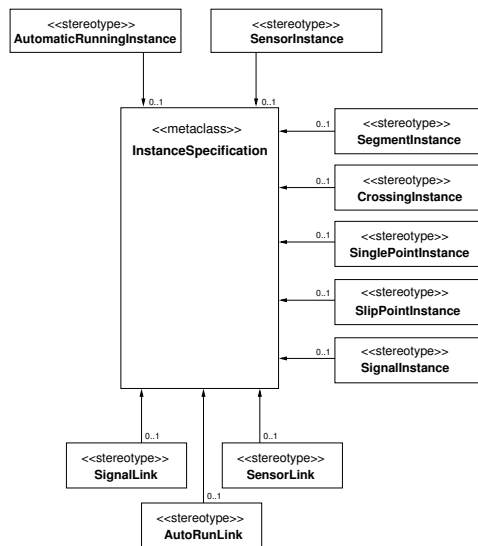 <<stereotype>>
AutomaticRunningInstance
<<stereotype>>
SensorInstance
0..1
0..1
<<metaclass>>
InstanceSpecification
0..1
<<stereotype>>
SegmentInstance
0..1
<<stereotype>>
CrossingInstance
0..1
<<stereotype>>
SinglePointInstance
0..1
<<stereotype>>
SlipPointInstance
0..1
<<stereotype>>
SignalInstance
0..1
<<stereotype>>
SignalLink
0..1
<<stereotype>>
SensorLink
0..1
<<stereotype>>
AutoRunLink